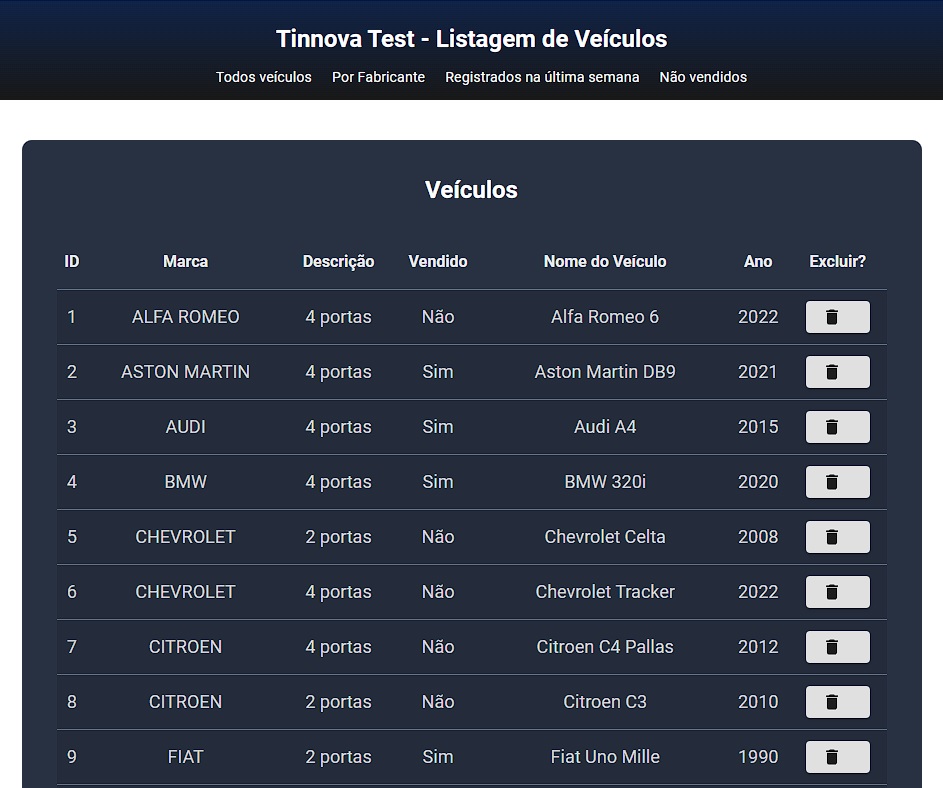 Tinnova Test - Listagem de Veículos
Todos veículos Por Fabricante Registrados na última semana Não vendidos
Veículos
ID Marca Descrição Vendido Nome do Veículo Ano Excluir?
1 ALFA ROMEO 4 portas Não Alfa Romeo 6 2022
2 ASTON MARTIN 4 portas Sim Aston Martin DB9 2021
3 AUDI 4 portas Sim Audi A4 2015
4 BMW 4 portas Sim BMW 320i 2020
5 CHEVROLET 2 portas Não Chevrolet Celta 2008
6 CHEVROLET 4 portas Não Chevrolet Tracker 2022
7 CITROEN 4 portas Não Citroen C4 Pallas 2012
8 CITROEN 2 portas Não Citroen C3 2010
9 FIAT 2 portas Sim Fiat Uno Mille 1990